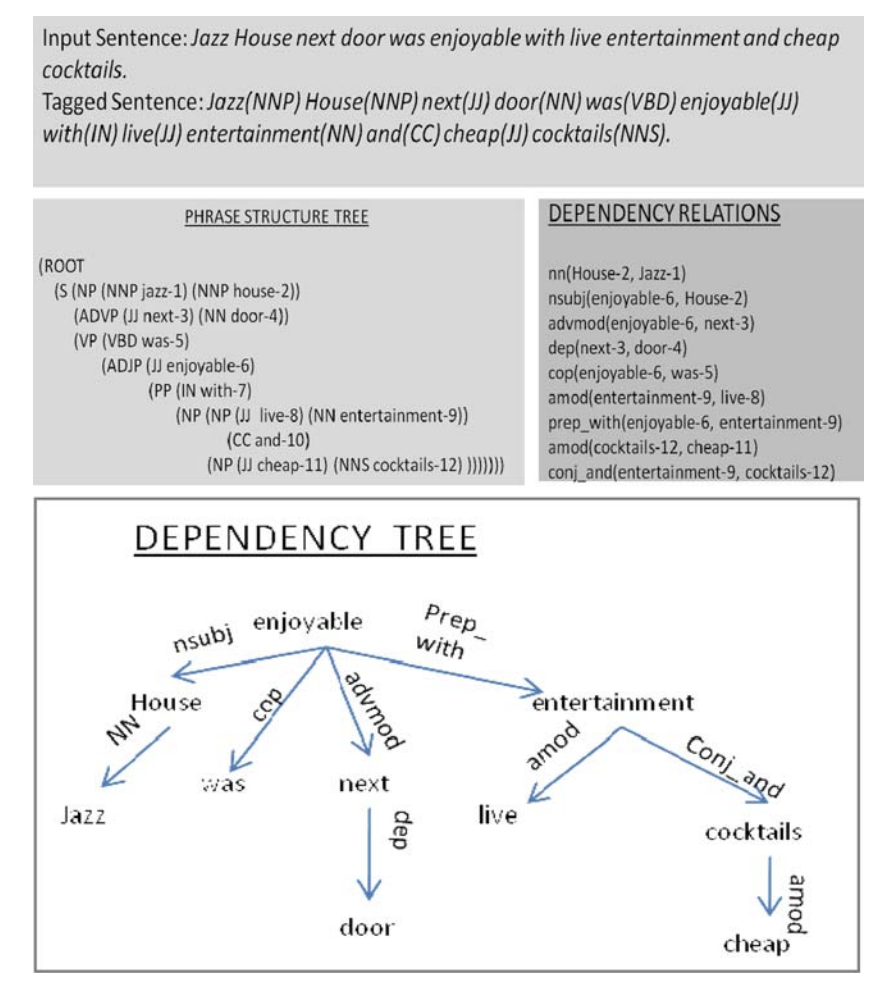 Input Sentence: Jazz House next door was enjoyable with live entertainment and cheap
cocktails.
Tagged Sentence: Jazz(NNP) House(NNP) next(JJ) door(NN) was(VBD) enjoyable(JJ)
with(IN) live(JJ) entertainment(NN) and(CC) cheap(JJ) cocktails(NNS).
PHRASE STRUCTURE TREE
(ROOT
(S (NP (NNP jazz-1) (NNP house-2))
(ADVP (JJ next-3) (NN door-4))
(VP (VBD was-5)
(ADJP (JJ enjoyable-6)
(PP (IN with-7)
(NP (NP (JJ live-8) (NN entertainment-9))
(CC and-10)
(NP (JJ cheap-11) (NNS cocktails-12) )))))))
DEPENDENCY RELATIONS
nn(House-2, Jazz-1)
nsubj(enjoyable-6, House-2)
advmod(enjoyable-6, next-3)
dep(next-3, door-4)
cop(enjoyable-6, was-5)
amod(entertainment-9, live-8)
prep_with(enjoyable-6, entertainment-9)
amod(cocktails-12, cheap-11)
conj_and(entertainment-9, cocktails-12)
DEPENDENCY TREE
enjoyable
nsubj
Prep_
with
House
cop
advmod
entertainment
NN
amod
Conj_and
Jazz
was
next
live
cocktails
dep
amod
door
cheap